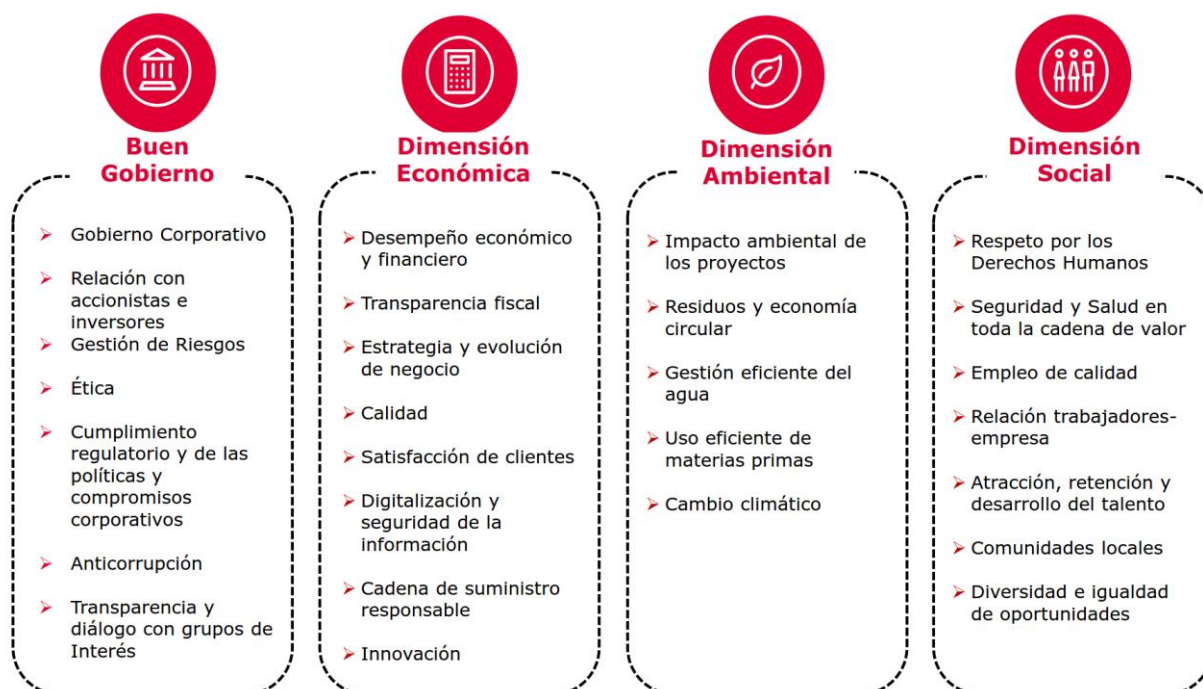 Buen
Gobierno
Gobierno Corporativo
Relación con
accionistas e
inversores
Gestión de Riesgos
Ética
Cumplimiento
regulatorio y de las
políticas y
compromisos
corporativos
Anticorrupción
Transparencia y
diálogo con grupos de
Interés
Dimensión
Económica
Desempeño económico
y financiero
Transparencia fiscal
Estrategia y evolución
de negocio
Calidad
Satisfacción de clientes
Digitalización y
seguridad de la
información
Cadena de suministro
responsable
Innovación
Dimensión
Ambiental
Impacto ambiental de
los proyectos
Residuos y economía
circular
Gestión eficiente del
agua
Uso eficiente de
materias primas
Cambio climático
Dimensión
Social
Respeto por los
Derechos Humanos
Seguridad y Salud en
toda la cadena de valor
Empleo de calidad
Relación trabajadores-
empresa
Atracción, retención y
desarrollo del talento
Comunidades locales
Diversidad e igualdad
de oportunidades